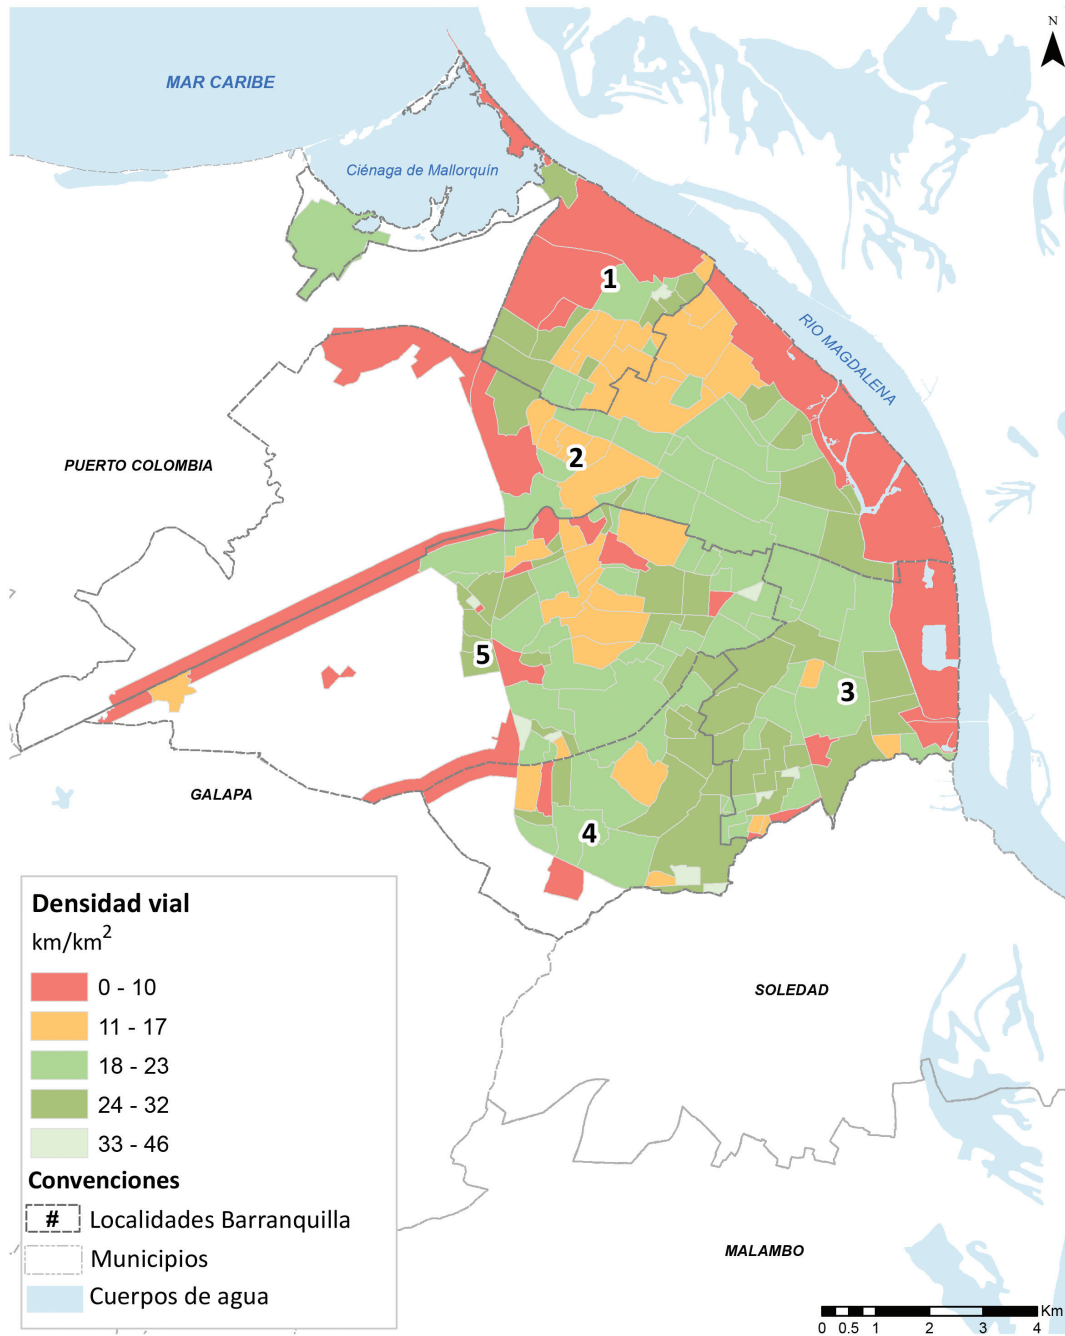 N
MAR CARIBE
Ciénaga de Mallorquín
1
RIO MAGDALENA
PUERTO COLOMBIA
2
5
3
GALAPA
4
Densidad vial
km/km2
0 - 10
11 - 17
18 - 23
24 - 32
33 - 46
Convenciones
# Localidades Barranquilla
Municipios
Cuerpos de agua
SOLEDAD
MALAMBO
Km
0 0.5 1 2 3 4